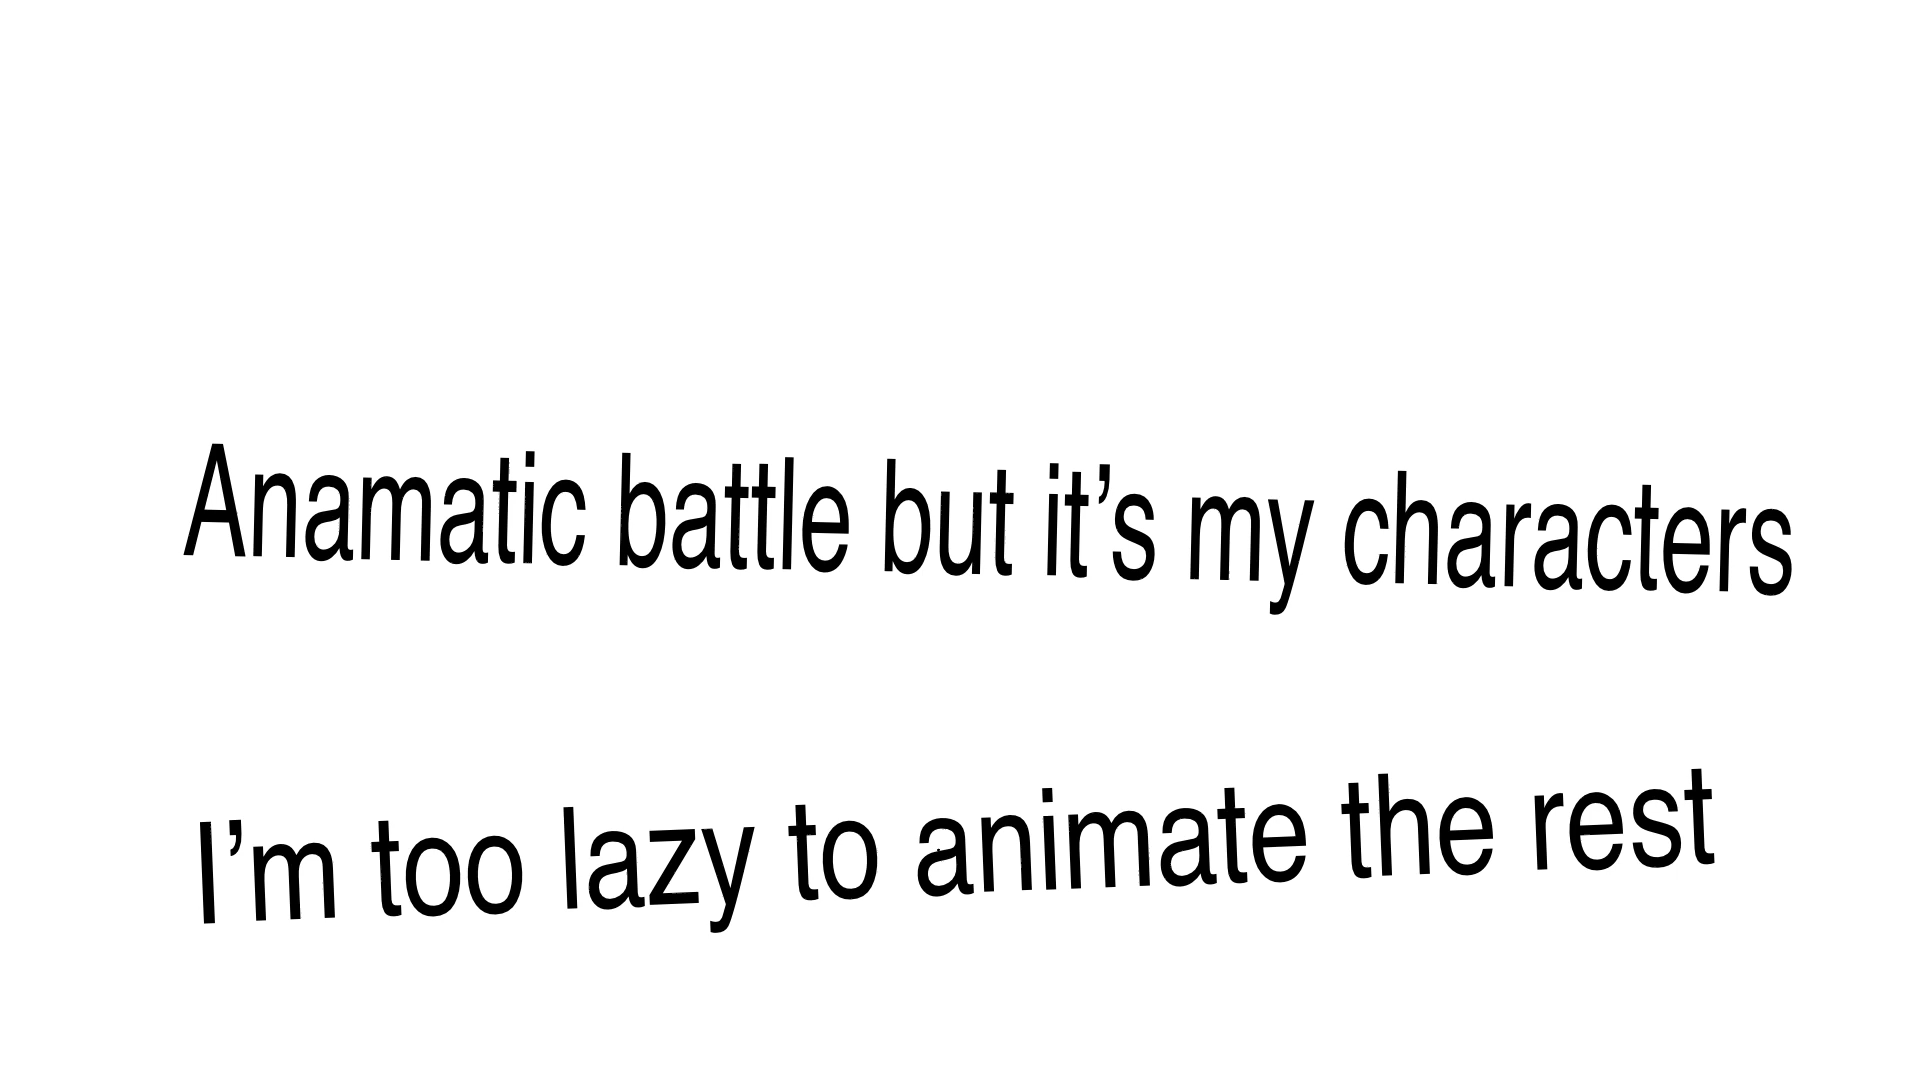 Anamatic battle but it’s my characters
I’m too lazy to animate the rest